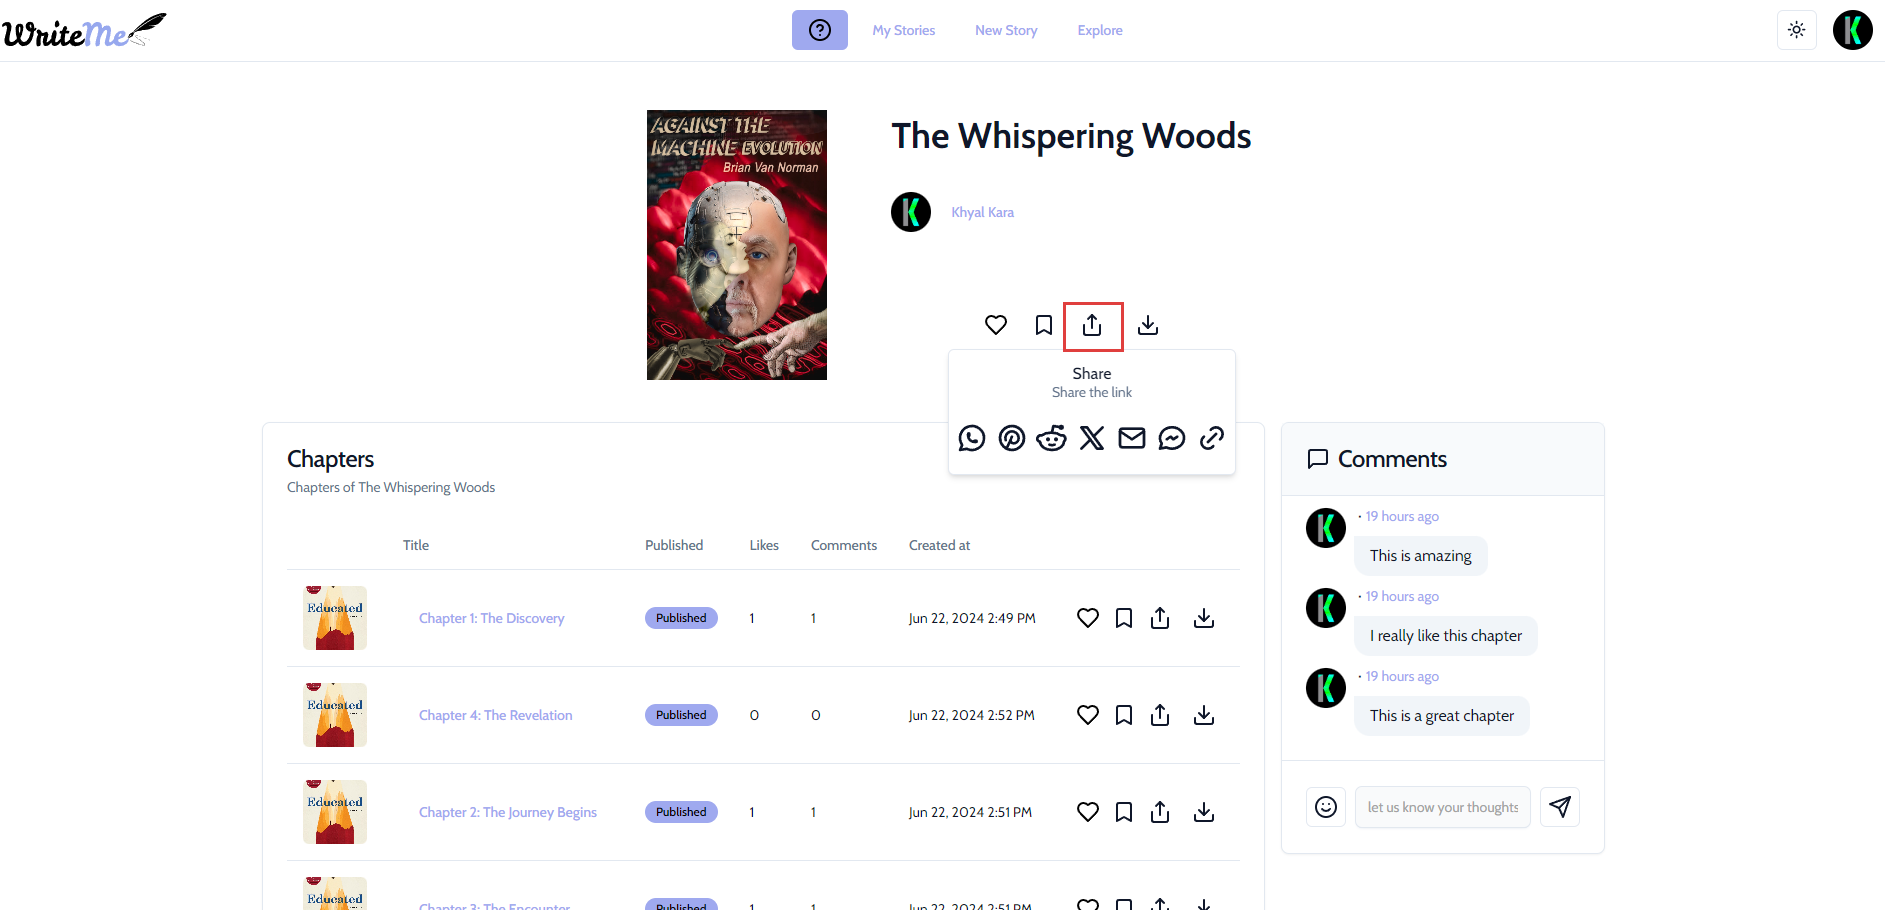 WriteMe
My Stories
New Story
Explore
AGAINST THE
MACHINE EVOLUTION
Brian Van Norman
The Whispering Woods
Khyal Kara
Share
Share the link
Chapters
Chapters of The Whispering Woods
Title Published Likes Comments Created at
Educated
Chapter 1: The Discovery Published 1 1 Jun 22, 2024 2:49 PM
Educated
Chapter 4: The Revelation Published 0 0 Jun 22, 2024 2:52 PM
Educated
Chapter 2: The Journey Begins Published 1 1 Jun 22, 2024 2:51 PM
Educated
Chapter 3: The Encounter Published 1 1 Jun 22, 2024 2:51 PM
Comments
· 19 hours ago
This is amazing
· 19 hours ago
I really like this chapter
· 19 hours ago
This is a great chapter
let us know your thoughts